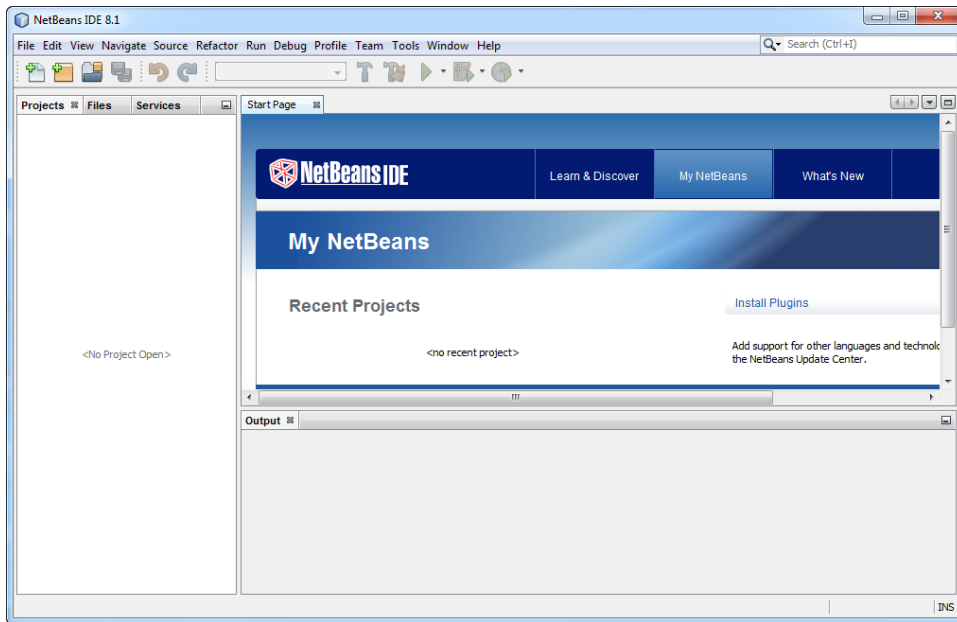 NetBeans IDE 8.1
File Edit View Navigate Source Refactor Run Debug Profile Team Tools Window Help
Search (Ctrl+I)
Projects Files Services
Start Page
NetBeans IDE
Learn & Discover
My NetBeans
What's New
My NetBeans
Recent Projects
Install Plugins
<No Project Open>
<no recent project>
Add support for other languages and technolo
the NetBeans Update Center.
Output
INS